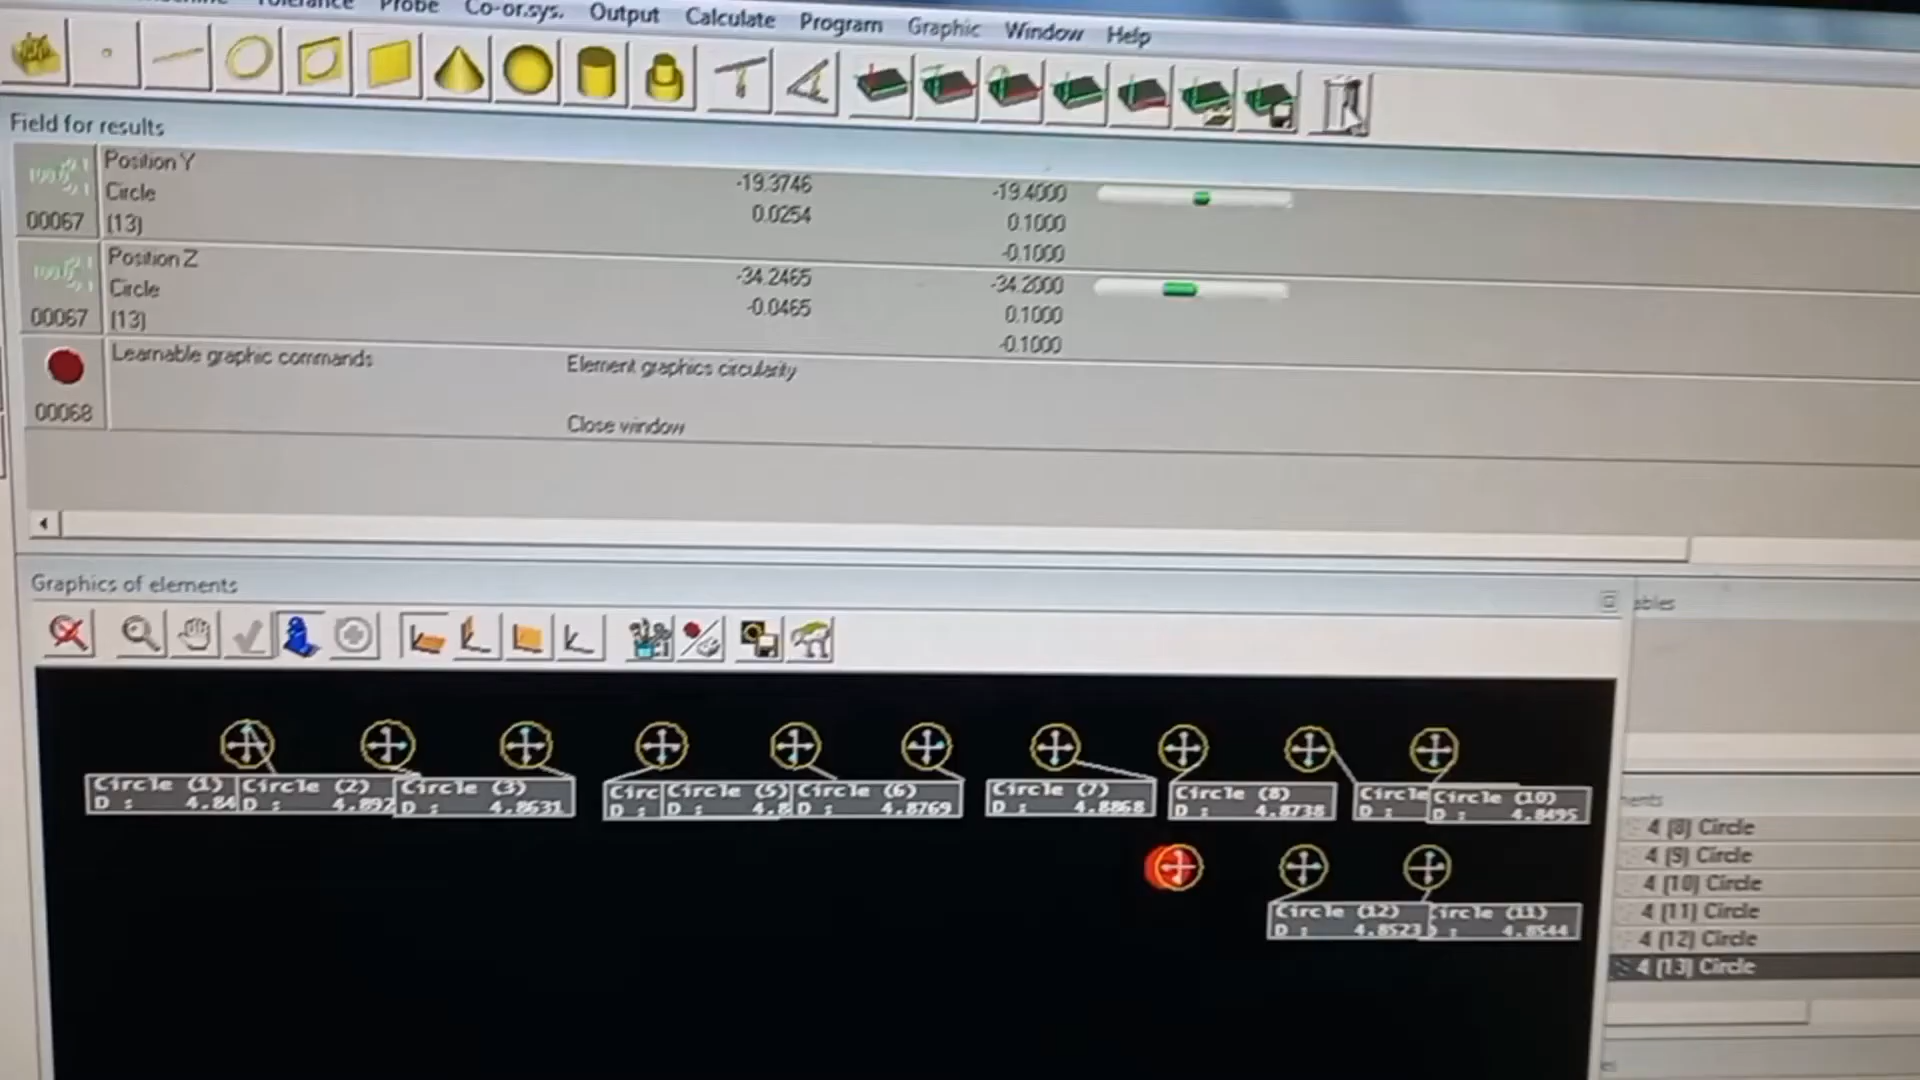 Tolerance Probe Co-or.sys. Output Calculate Program Graphic Window Help
Field for results
Position Y
Circle -19.3746 -19.4000
00067 (13) 0.0254 0.1000
-0.1000
Position Z
Circle -34.2465 -34.2000
00067 (13) -0.0465 0.1000
-0.1000
Learnable graphic commands Element graphics circularity
00068
Close window
Graphics of elements
Circle (1) Circle (2) Circle (3) Circ Circle (5) Circle (6) Circle (7) Circle (8) Circle Circle (10)
D : 4.84 D : 4.892 D : 4.8631 D : D : 4.8 D : 4.8769 D : 4.8868 D : 4.8738 D : D : 4.8495
Circle (12) ircle (11)
D : 4.8523 : 4.8544
4 (8) Circle
4 (9) Circle
4 (10) Circle
4 (11) Circle
4 (12) Circle
4 (13) Circle